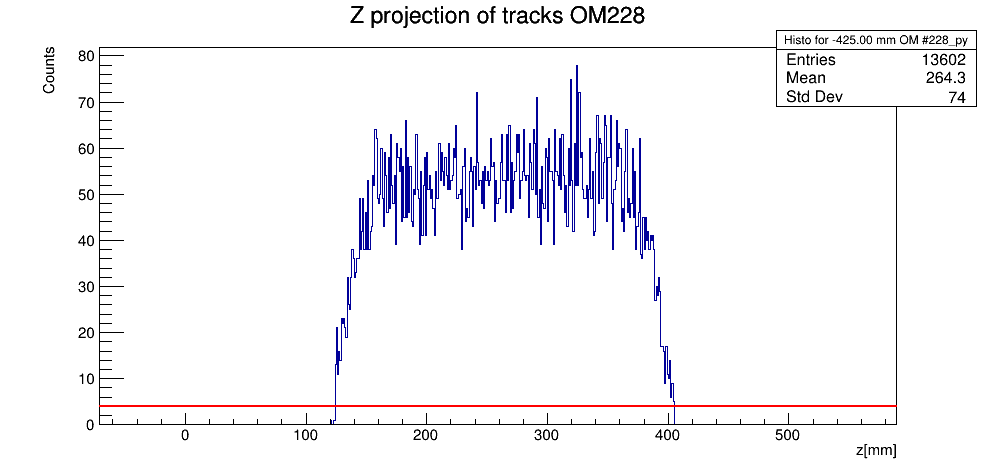 Z projection of tracks OM228
Histo for -425.00 mm OM #228_py
Entries 13602
Mean 264.3
Std Dev 74
Counts
80
70
60
50
40
30
20
10
0
0 100 200 300 400 500
z[mm]